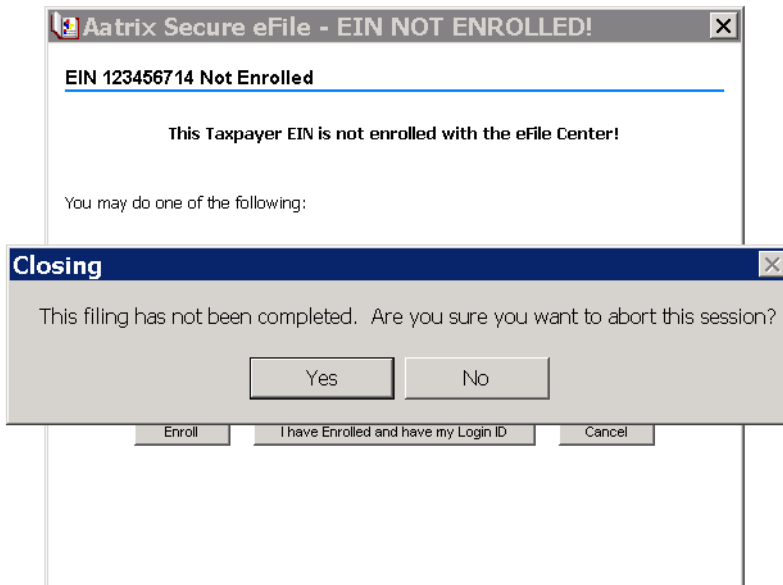 Aatrix Secure eFile - EIN NOT ENROLLED!
EIN 123456714 Not Enrolled
This Taxpayer EIN is not enrolled with the eFile Center!
You may do one of the following:
Closing
This filing has not been completed.  Are you sure you want to abort this session?
Yes No
Enroll I have Enrolled and have my Login ID Cancel